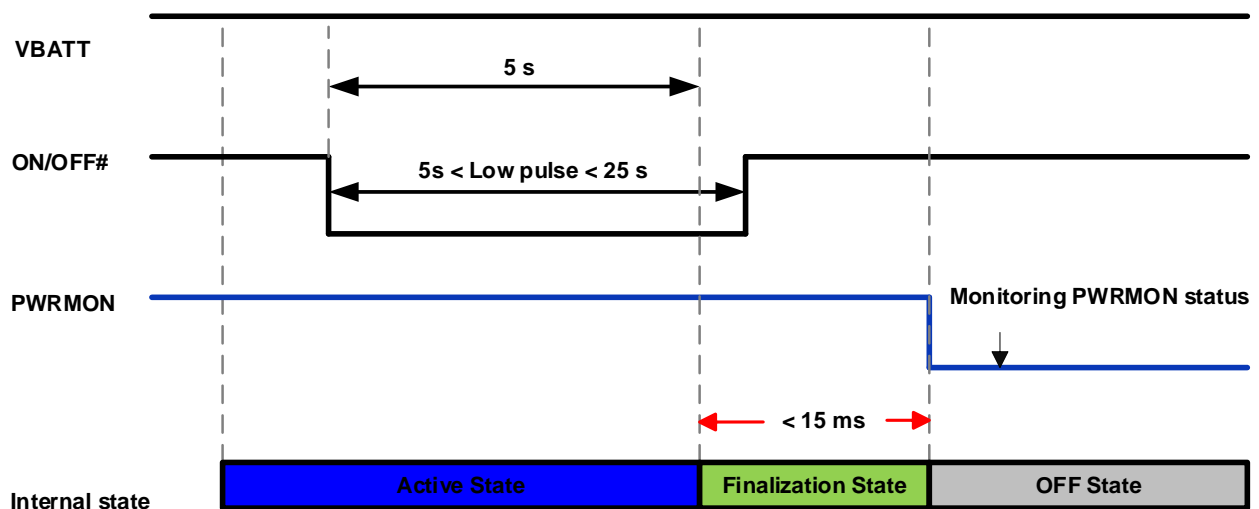 VBATT
5 s
ON/OFF#
5s < Low pulse < 25 s
PWRMON
Monitoring PWRMON status
< 15 ms
Internal state
Active State
Finalization State
OFF State